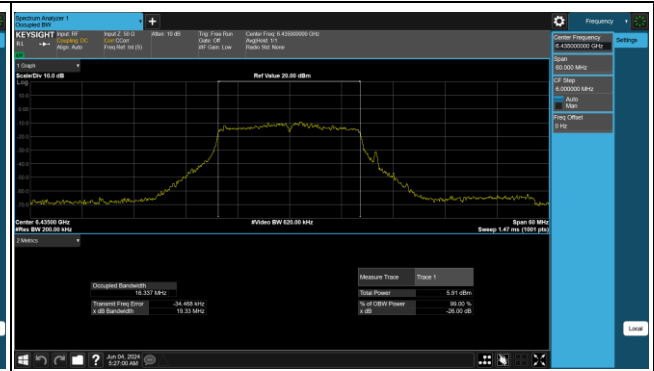 Spectrum Analyzer 1
Occupied BW
Frequency
KEYSIGHT
Input: RF
Coupling: DC
Align: Auto
Input Z: 50 Ω
Corr CCorr
Freq Ref: Int (S)
Atten: 10 dB
Trig: Free Run
Gate: Off
#IF Gain: Low
Center Freq: 6.435000000 GHz
Avg|Hold: 1/1
Radio Std: None
Center Frequency
6.435000000 GHz
Settings
Span
60.000 MHz
CF Step
6.000000 MHz
Auto
Man
Freq Offset
0 Hz
1 Graph
Scale/Div 10.0 dB
Ref Value 20.00 dBm
Log
Center 6.43500 GHz
#Res BW 200.00 kHz
#Video BW 620.00 kHz
Span 60 MHz
Sweep 1.47 ms (1001 pts)
2 Metrics
Occupied Bandwidth
16.337 MHz
Transmit Freq Error -34.468 kHz
x dB Bandwidth 19.33 MHz
Measure Trace Trace 1
Total Power 5.91 dBm
% of OBW Power 99.00 %
x dB -26.00 dB
Local
Jun 04, 2024
5:27:00 AM